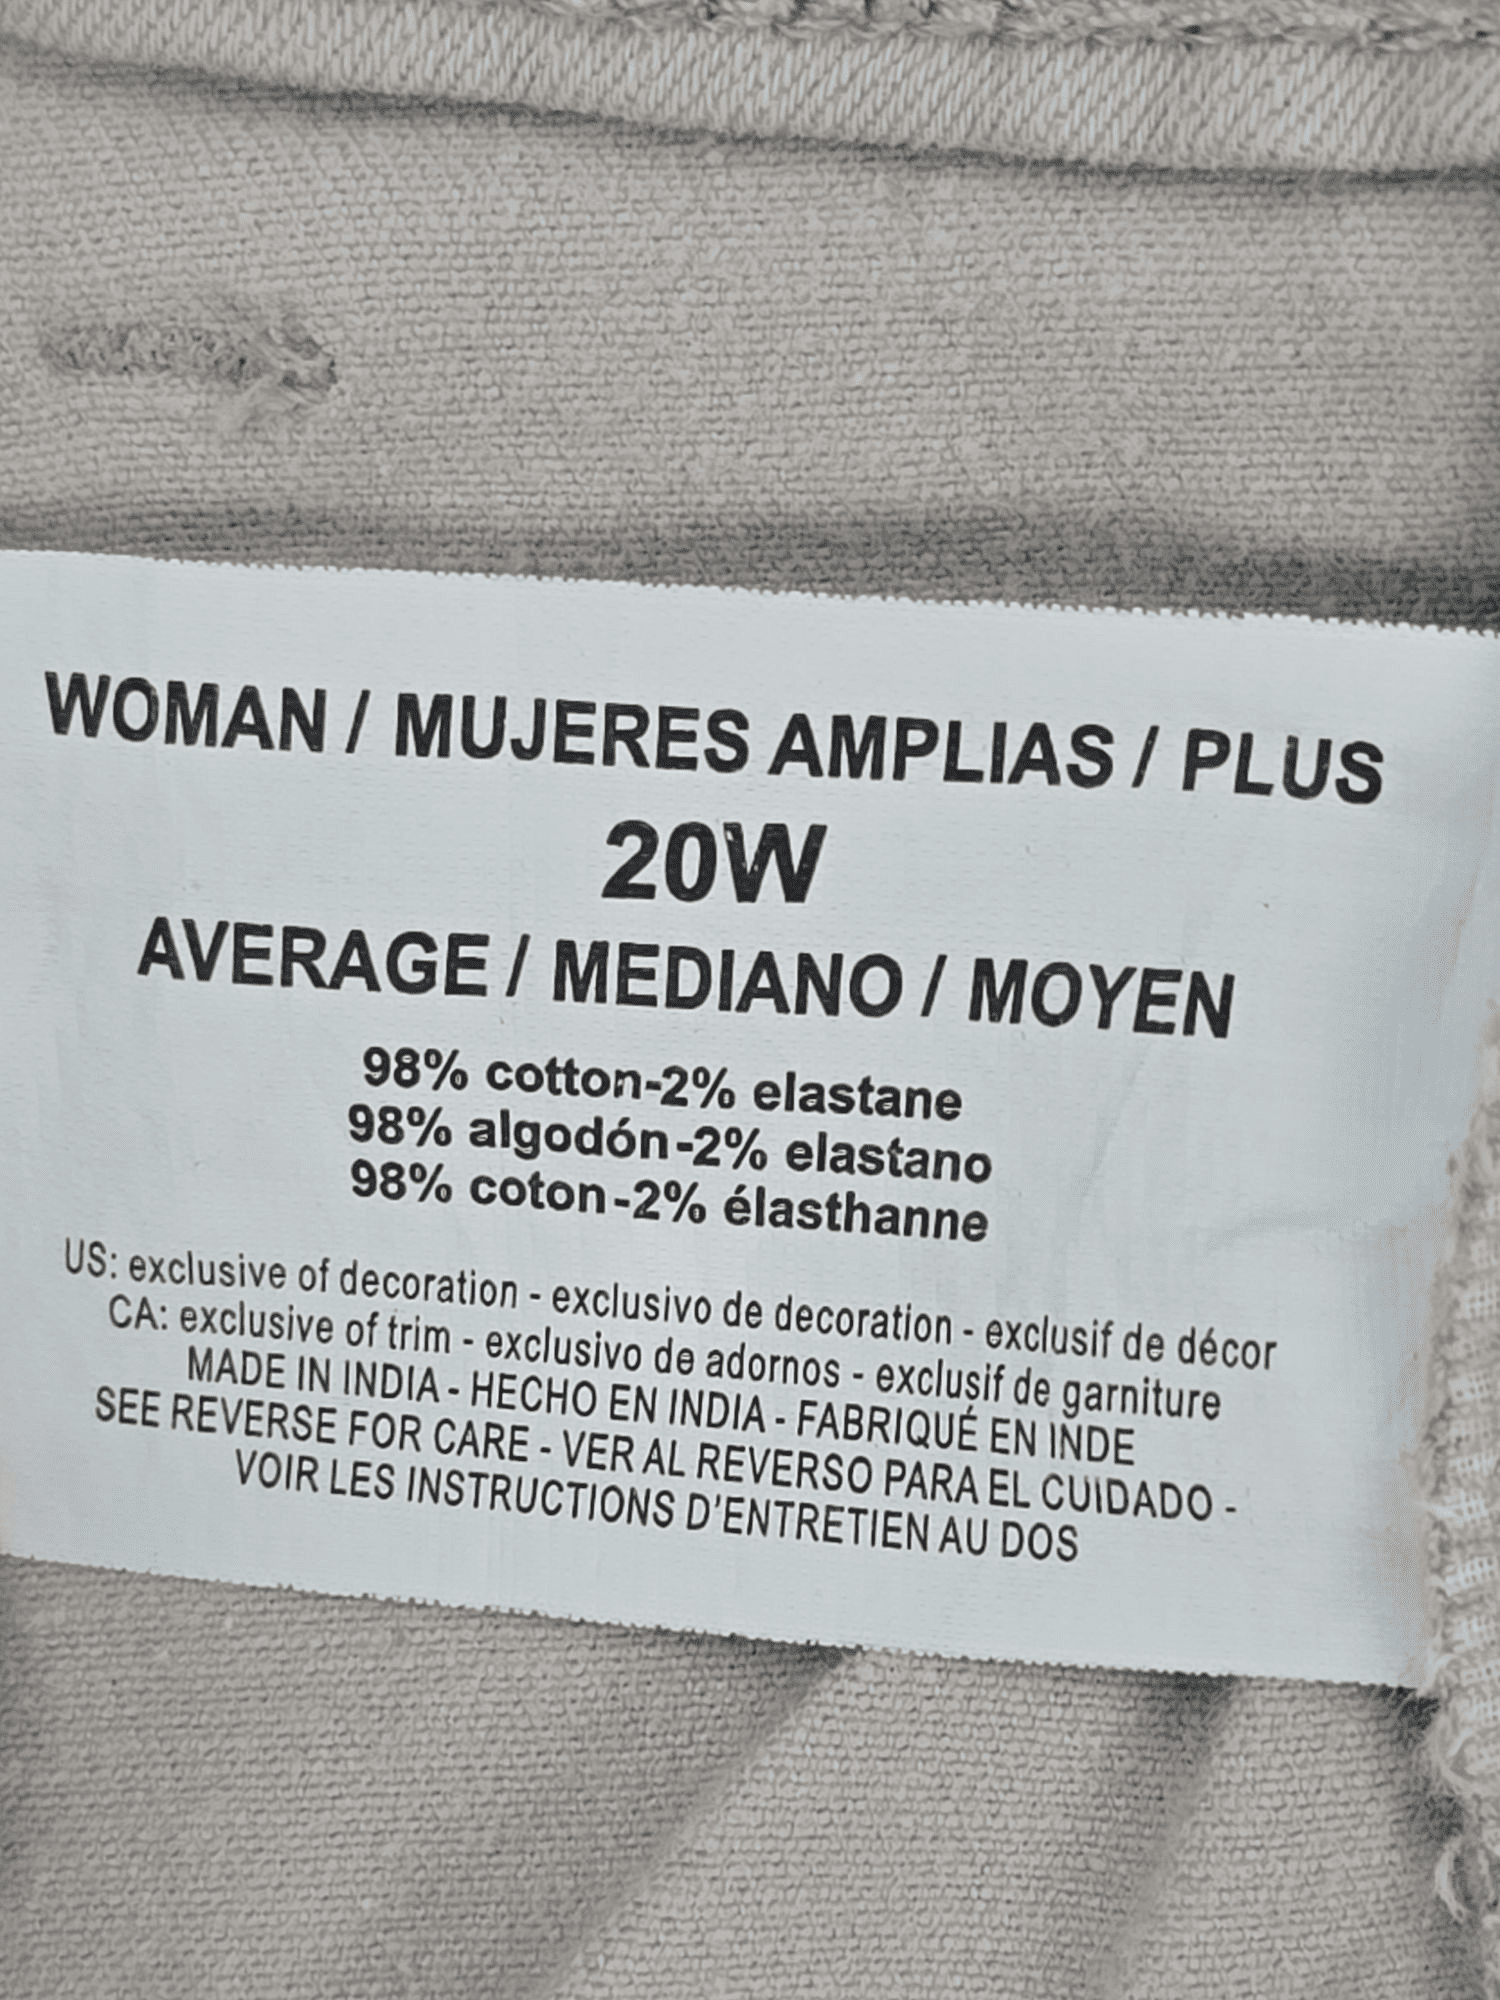 WOMAN / MUJERES AMPLIAS / PLUS
20W
AVERAGE / MEDIANO / MOYEN
98% cotton-2% elastane
98% algodón-2% elastano
98% coton-2% élasthanne
US: exclusive of decoration - exclusivo de decoration - exclusif de décor
CA: exclusive of trim - exclusivo de adornos - exclusif de garniture
MADE IN INDIA - HECHO EN INDIA - FABRIQUÉ EN INDE
SEE REVERSE FOR CARE - VER AL REVERSO PARA EL CUIDADO -
VOIR LES INSTRUCTIONS D'ENTRETIEN AU DOS